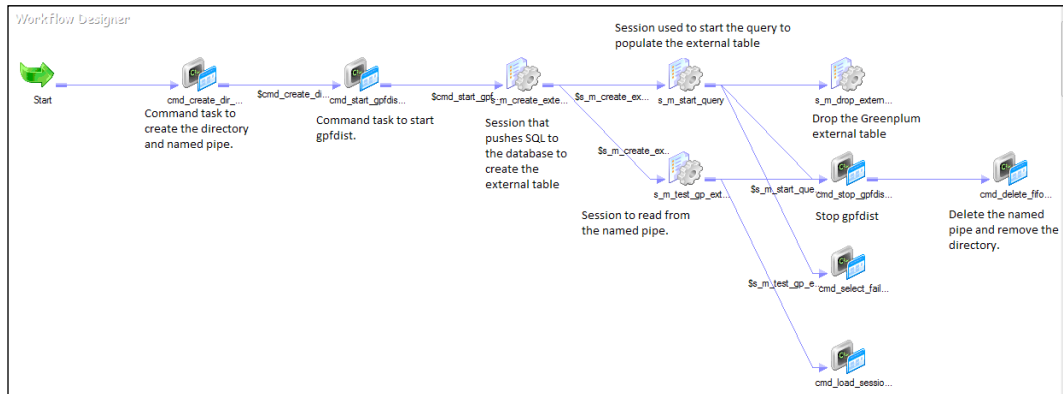 Workflow Designer
Start
cmd_create_dir_...
Command task to
create the directory
and named pipe.
$cmd_create_di...
cmd_start_gpfdis...
Command task to start
gpfdist.
$cmd_start_gpf
s_m_create_exte...
Session that
pushes SQL to
the database to
create the
external table
Session used to start the query to
populate the external table
$s_m_create_ex...
s_m_start_query
s_m_drop_extern...
Drop the Greenplum
external table
$s_m_create_ex...
s_m_test_gp_ext...
Session to read from
the named pipe.
$s_m_start_que
cmd_stop_gpfdis...
Stop gpfdist
cmd_delete_fifo...
Delete the named
pipe and remove the
directory.
$s_m_test_gp_e...
cmd_select_fail...
cmd_load_sessio...